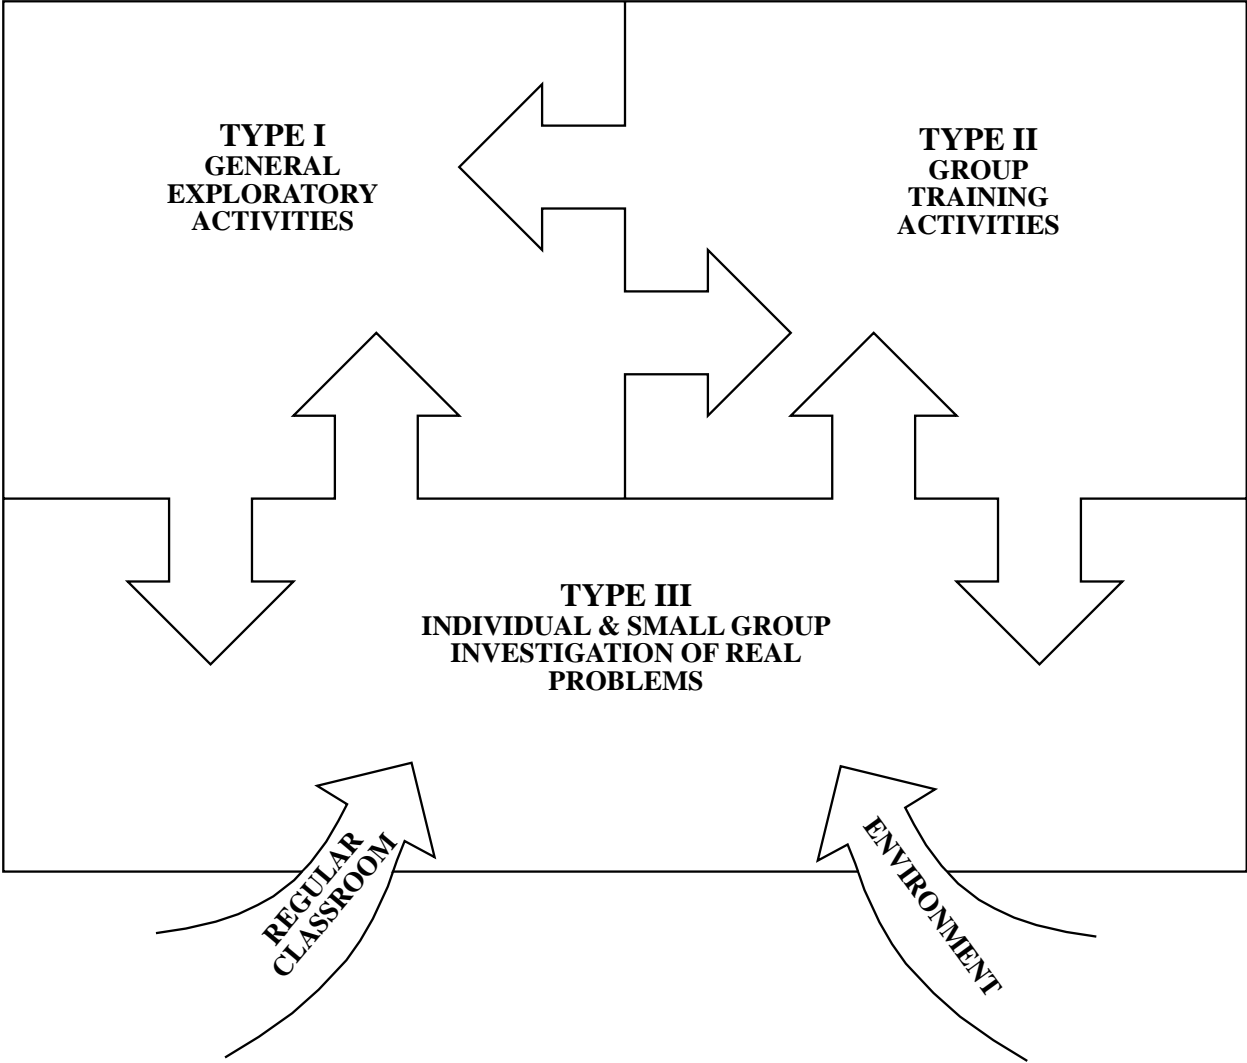 TYPE I
GENERAL
EXPLORATORY
ACTIVITIES
TYPE II
GROUP
TRAINING
ACTIVITIES
TYPE III
INDIVIDUAL & SMALL GROUP
INVESTIGATION OF REAL
PROBLEMS
REGULAR
CLASSROOM
ENVIRONMENT